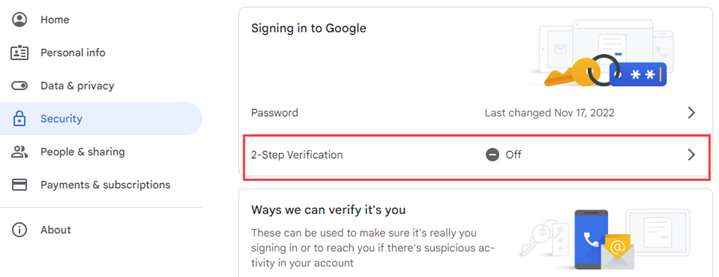 Home
Personal info
Data & privacy
Security
People & sharing
Payments & subscriptions
About
Signing in to Google
Password Last changed Nov 17, 2022
2-Step Verification Off
Ways we can verify it's you
These can be used to make sure it's really you
signing in or to reach you if there's suspicious ac-
tivity in your account